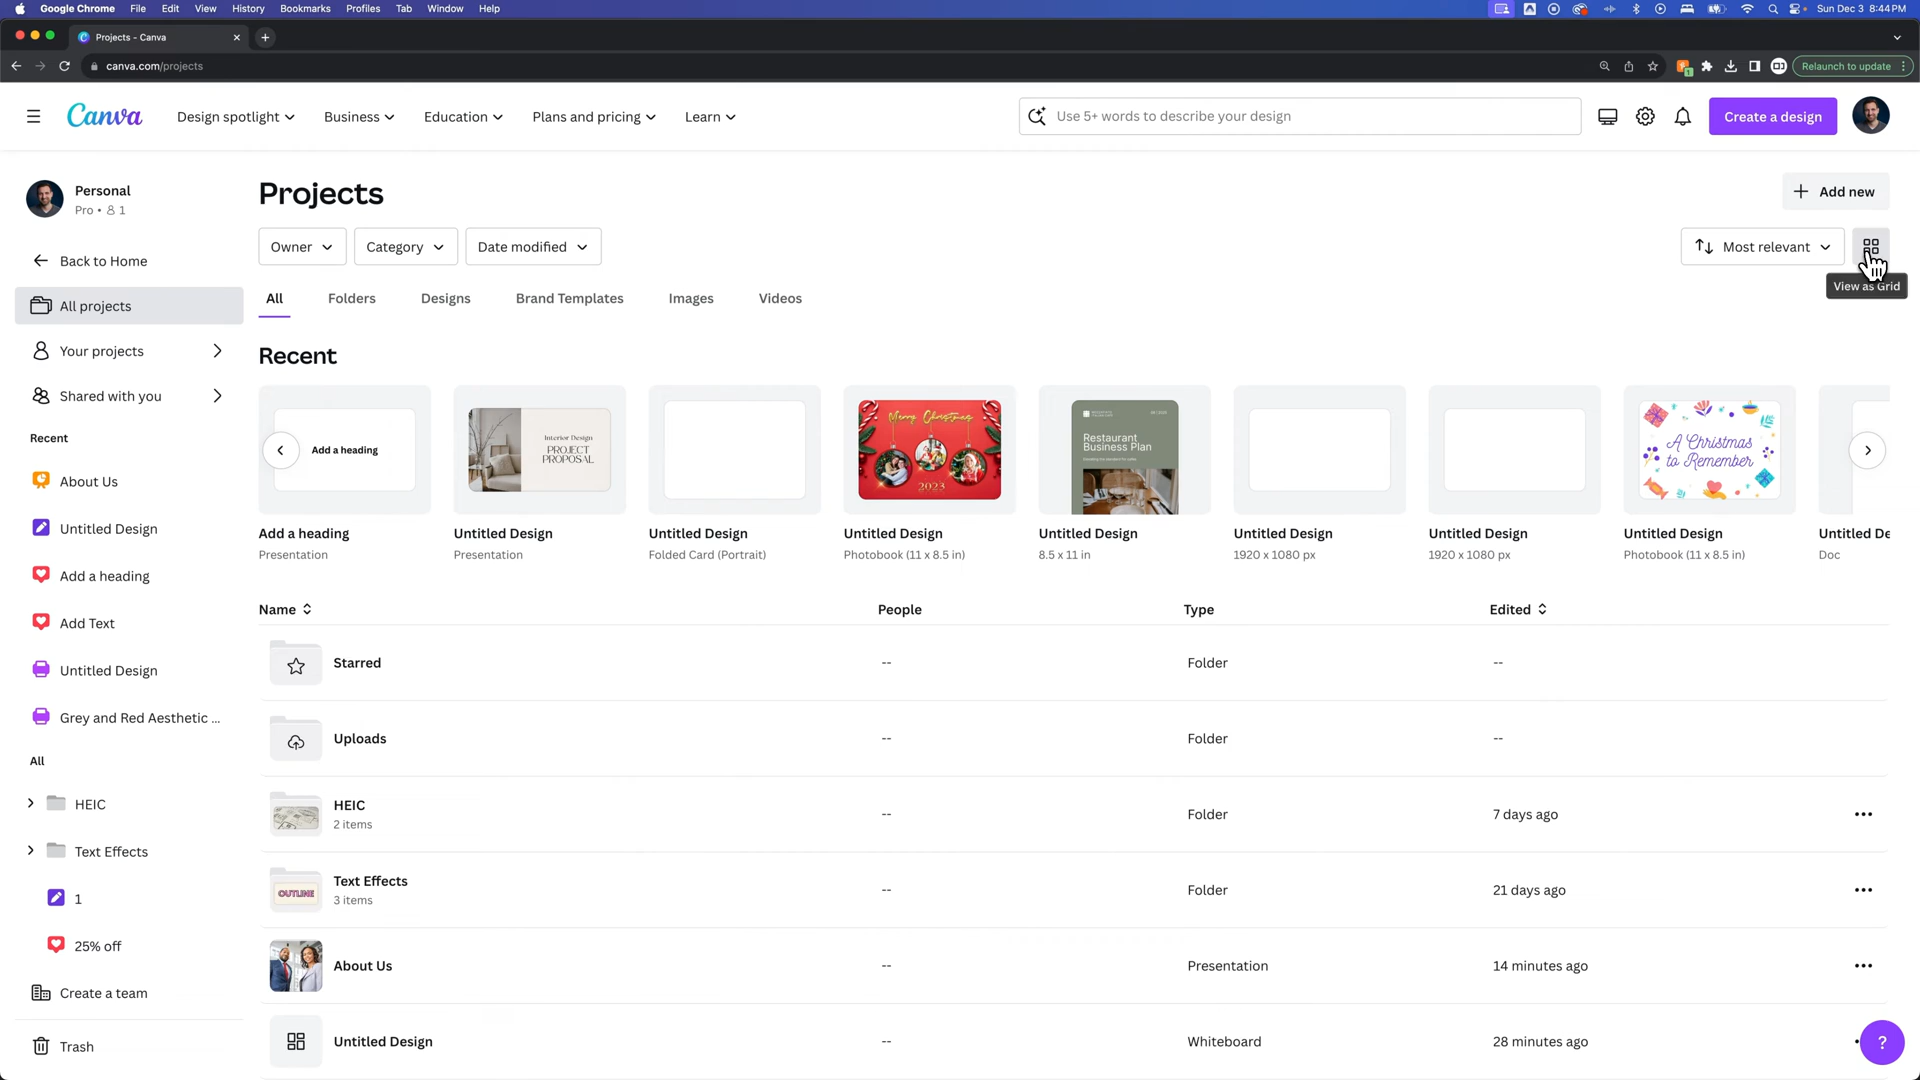 Google Chrome File Edit View History Bookmarks Profiles Tab Window Help Sun Dec 3 8:44 PM
Projects - Canva
canva.com/projects Relaunch to update
Canva Design spotlight Business Education Plans and pricing Learn Use 5+ words to describe your design Create a design
Personal
Pro • 1
Back to Home
All projects
Your projects
Shared with you
Recent
About Us
Untitled Design
Add a heading
Add Text
Untitled Design
Grey and Red Aesthetic ...
All
HEIC
Text Effects
1
25% off
Create a team
Trash
Projects
Add new
Owner Category Date modified Most relevant
View as Grid
All Folders Designs Brand Templates Images Videos
Recent
Add a heading
Interior Design
PROJECT
PROPOSAL
Merry Christmas
2023
Restaurant
Business Plan
A Christmas
to Remember
Add a heading Untitled Design Untitled Design Untitled Design Untitled Design Untitled Design Untitled Design Untitled Design Untitled De
Presentation Presentation Folded Card (Portrait) Photobook (11 x 8.5 in) 8.5 x 11 in 1920 x 1080 px 1920 x 1080 px Photobook (11 x 8.5 in) Doc
Name People Type Edited
Starred -- Folder --
Uploads -- Folder --
HEIC -- Folder 7 days ago
2 items
OUTLINE
Text Effects -- Folder 21 days ago
3 items
About Us -- Presentation 14 minutes ago
Untitled Design -- Whiteboard 28 minutes ago
?